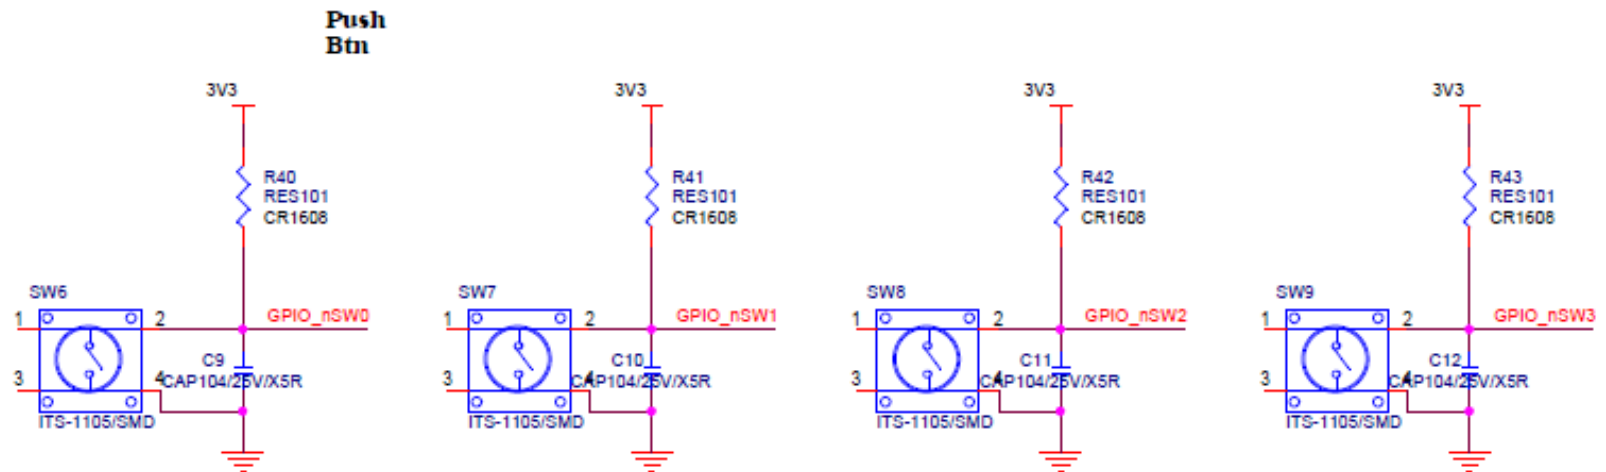 Push
Btn
3V3
3V3
3V3
3V3
R40
RES101
CR1608
R41
RES101
CR1608
R42
RES101
CR1608
R43
RES101
CR1608
SW6
1
2
3
4
GPIO_nSW0
C9
CAP104/25V/X5R
ITS-1105/SMD
SW7
1
2
3
4
GPIO_nSW1
C10
CAP104/25V/X5R
ITS-1105/SMD
SW8
1
2
3
4
GPIO_nSW2
C11
CAP104/25V/X5R
ITS-1105/SMD
SW9
1
2
3
4
GPIO_nSW3
C12
CAP104/25V/X5R
ITS-1105/SMD